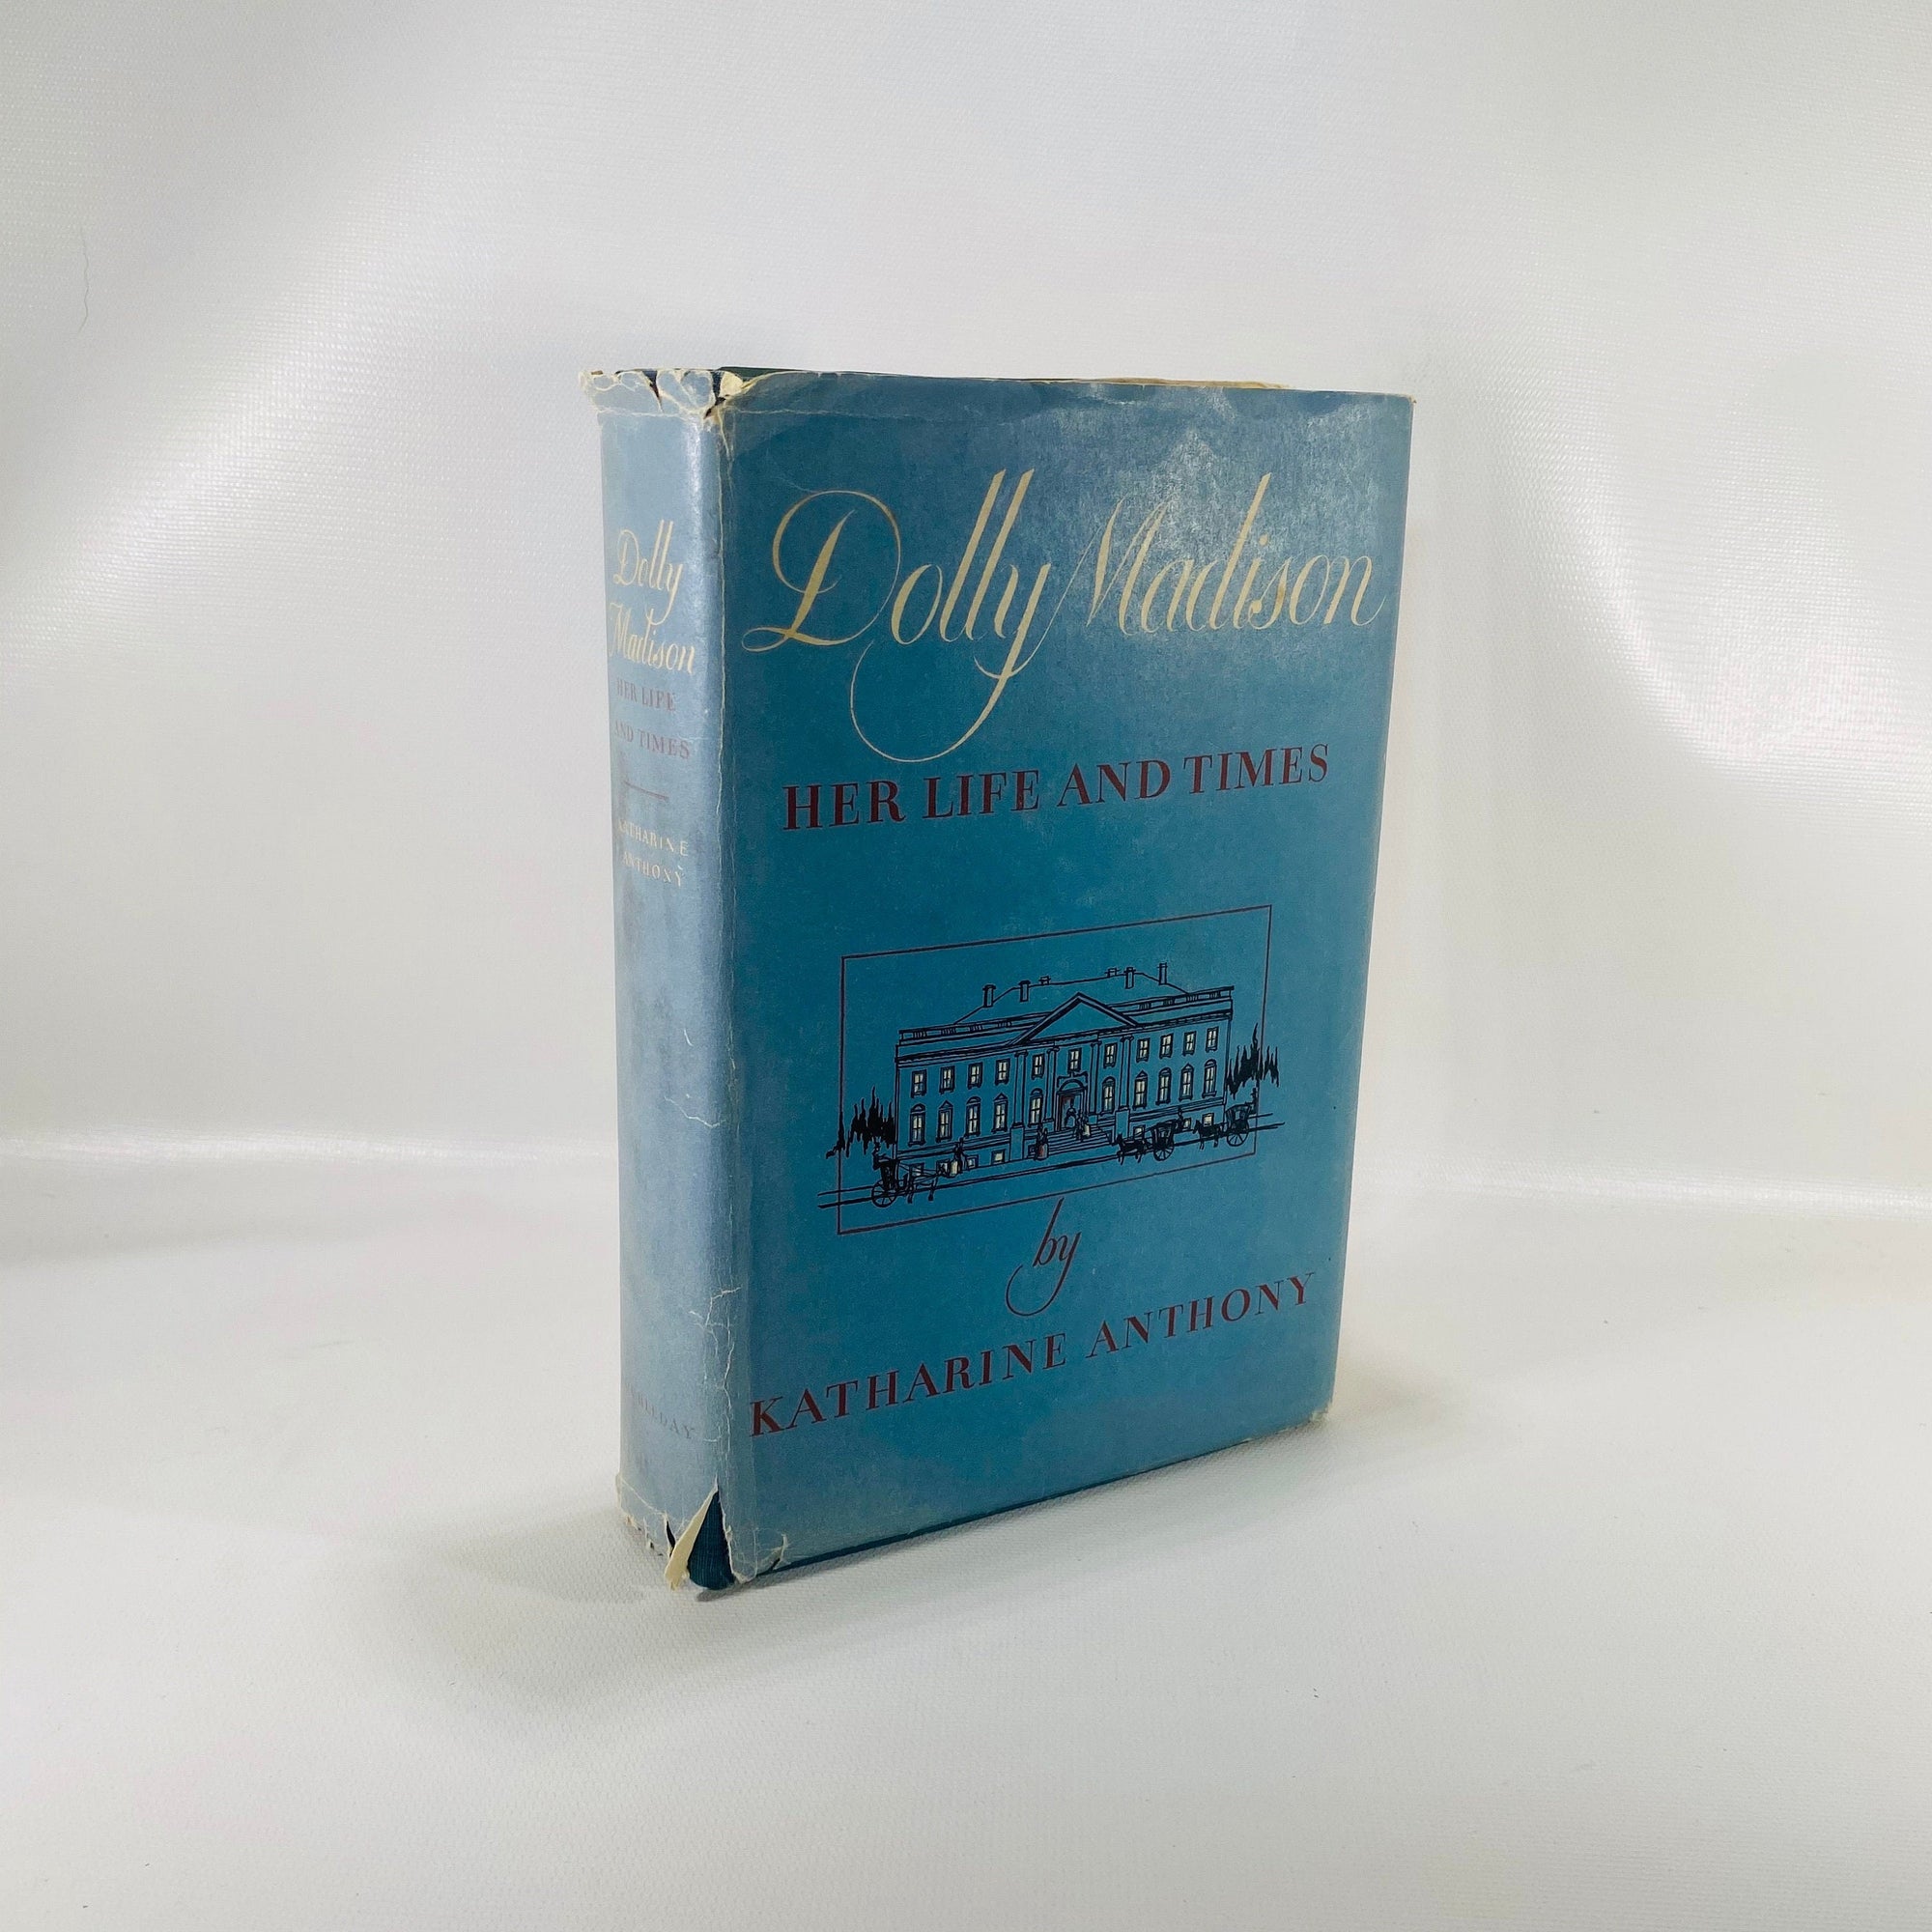 Dolly
Madison
HER LIFE
AND TIMES
KATHARINE
ANTHONY
Dolly Madison
HER LIFE AND TIMES
by
KATHARINE ANTHONY